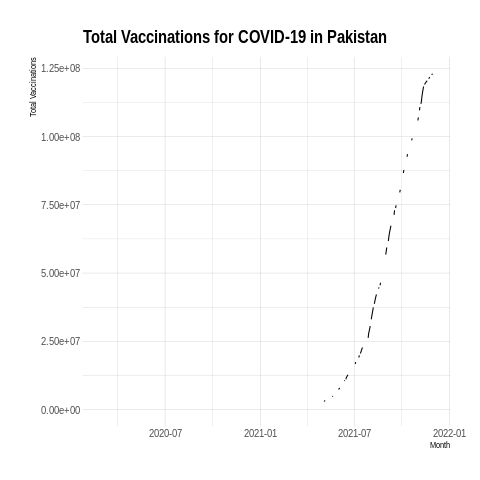 Total Vaccinations for COVID-19 in Pakistan
Total Vaccinations
1.25e+08
1.00e+08
7.50e+07
5.00e+07
2.50e+07
0.00e+00
2020-07 2021-01 2021-07 2022-01
Month